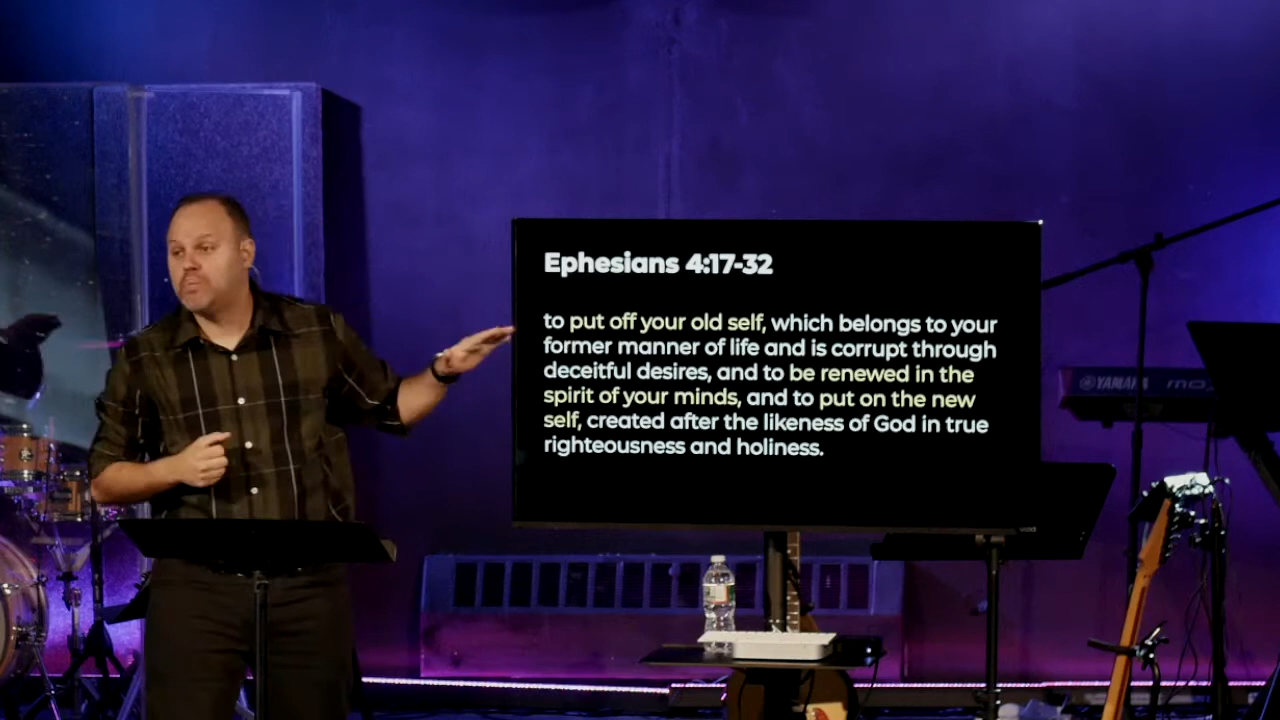 Ephesians 4:17-32
to put off your old self, which belongs to your
former manner of life and is corrupt through
deceitful desires, and to be renewed in the
spirit of your minds, and to put on the new
self, created after the likeness of God in true
righteousness and holiness.
YAMAHA